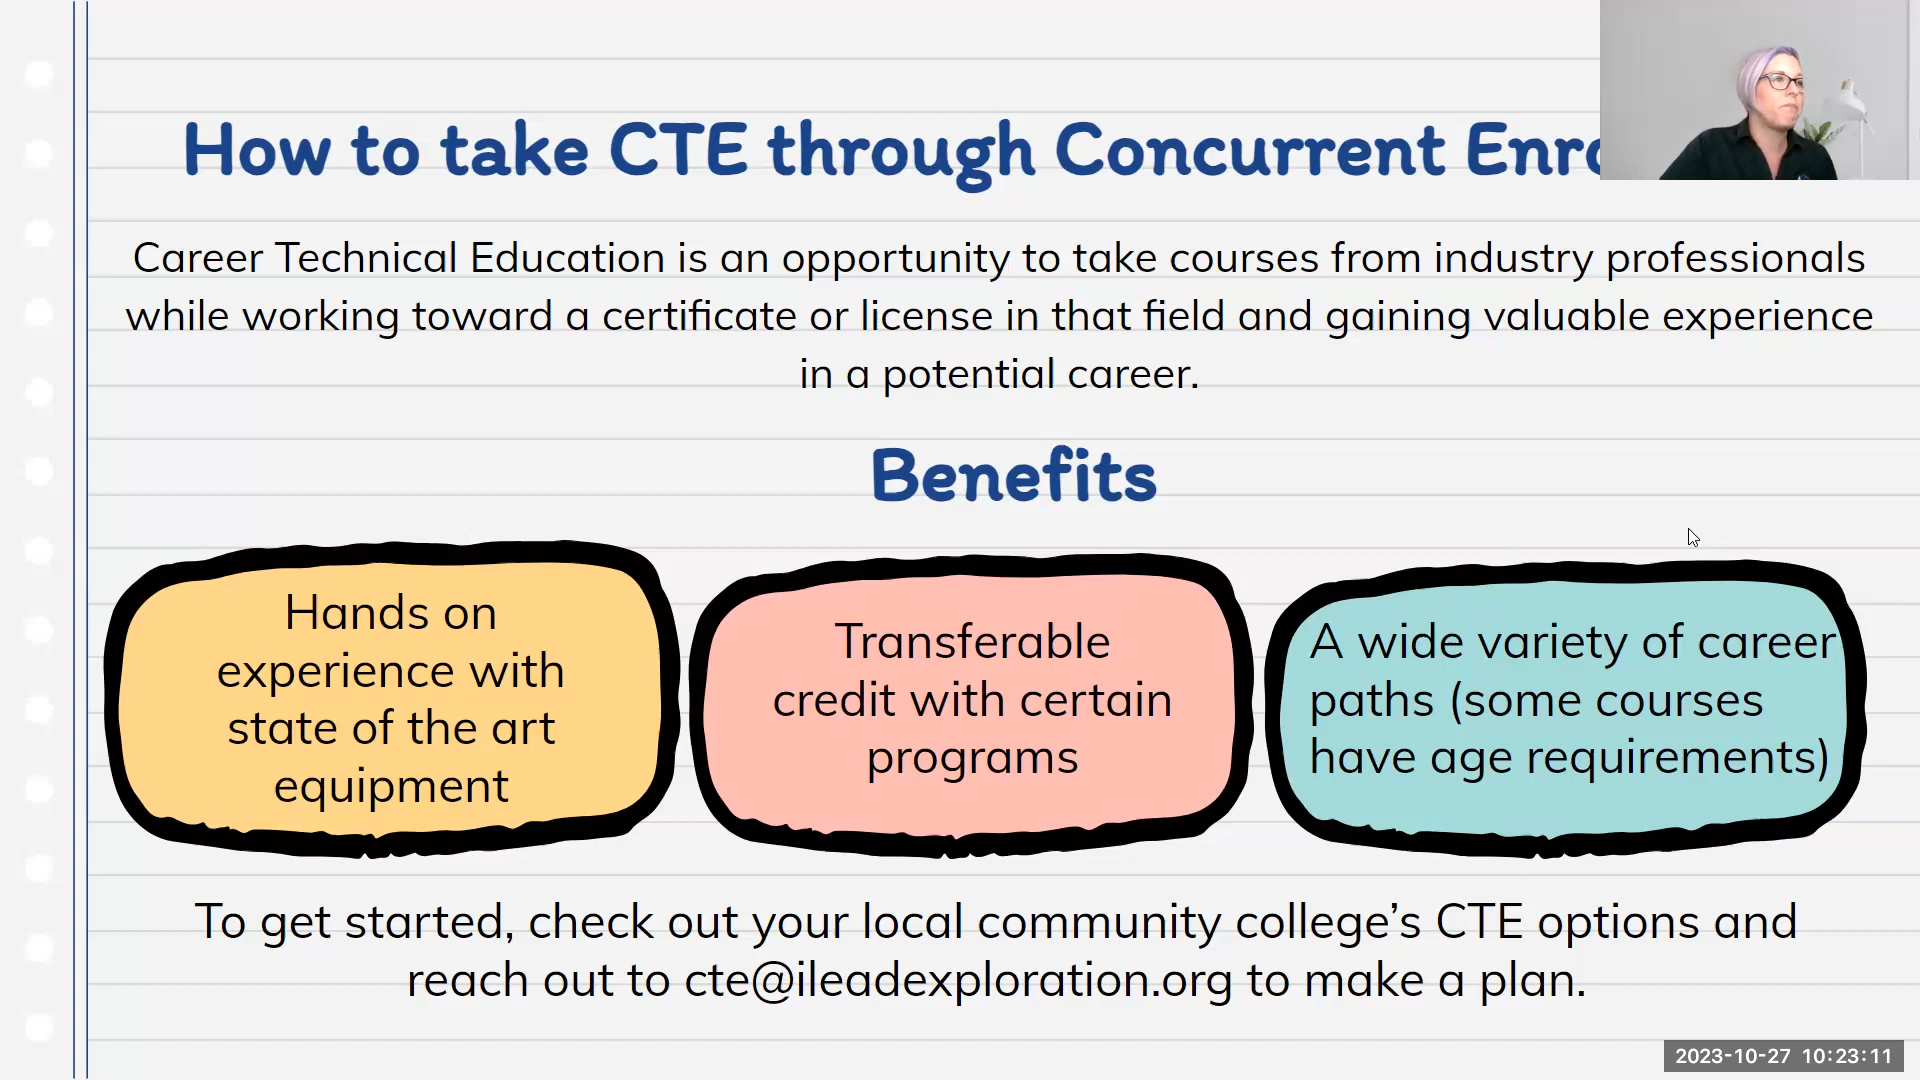 How to take CTE through Concurrent
Career Technical Education is an opportunity to take courses from industry professionals
while working toward a certificate or license in that field and gaining valuable experience
in a potential career.
Benefits
Hands on
experience with
state of the art
equipment
Transferable
credit with certain
programs
A wide variety of career
paths (some courses
have age requirements)
To get started, check out your local community college’s CTE options and
reach out to cte@ileadexploration.org to make a plan.
2023-10-27 10:23:11